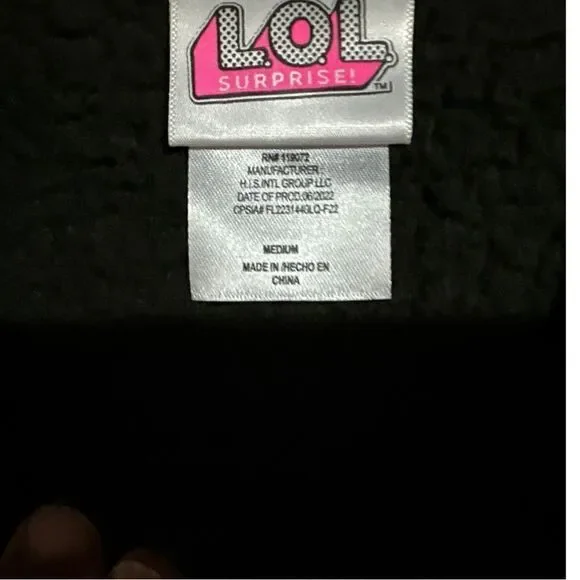 L.O.L.
SURPRISE!
TM
RN# 119072
MANUFACTURER:
H.I.S.INTL GROUP LLC
DATE OF PROD:06/2022
CPSIA# FL2231440LO-F22
MEDIUM
MADE IN /HECHO EN
CHINA